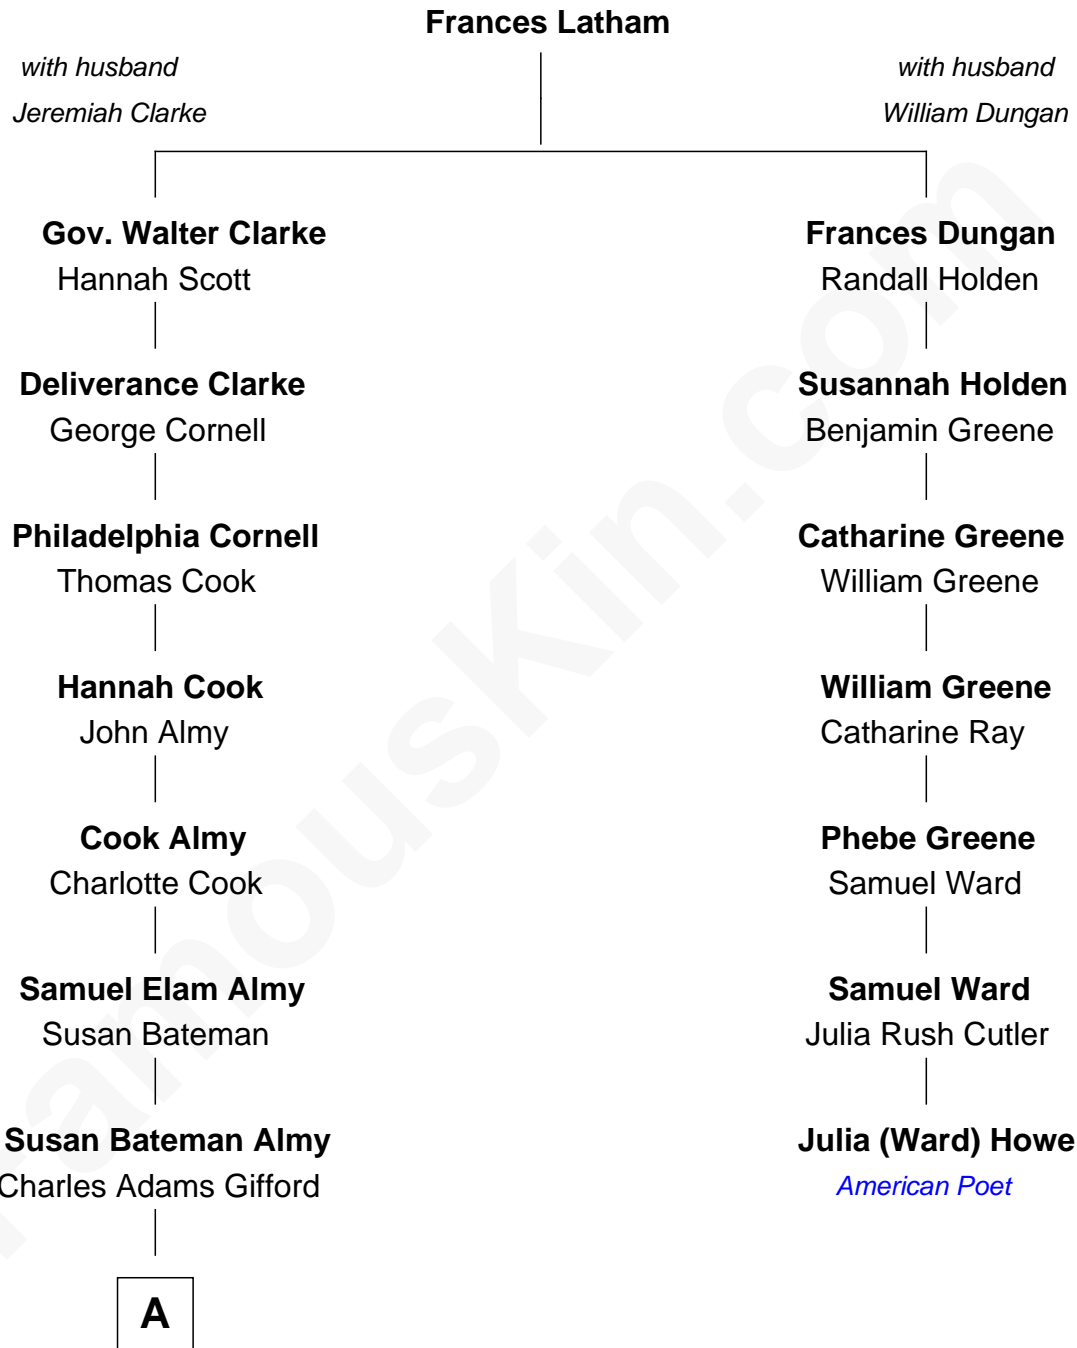 Frances Latham
with husband
Jeremiah Clarke
with husband
William Dungan
Gov. Walter Clarke
Hannah Scott
Frances Dungan
Randall Holden
Deliverance Clarke
George Cornell
Susannah Holden
Benjamin Greene
Philadelphia Cornell
Thomas Cook
Catharine Greene
William Greene
Hannah Cook
John Almy
William Greene
Catharine Ray
Cook Almy
Charlotte Cook
Phebe Greene
Samuel Ward
Samuel Elam Almy
Susan Bateman
Samuel Ward
Julia Rush Cutler
Susan Bateman Almy
Charles Adams Gifford
Julia (Ward) Howe
American Poet
A
FamousKin.com